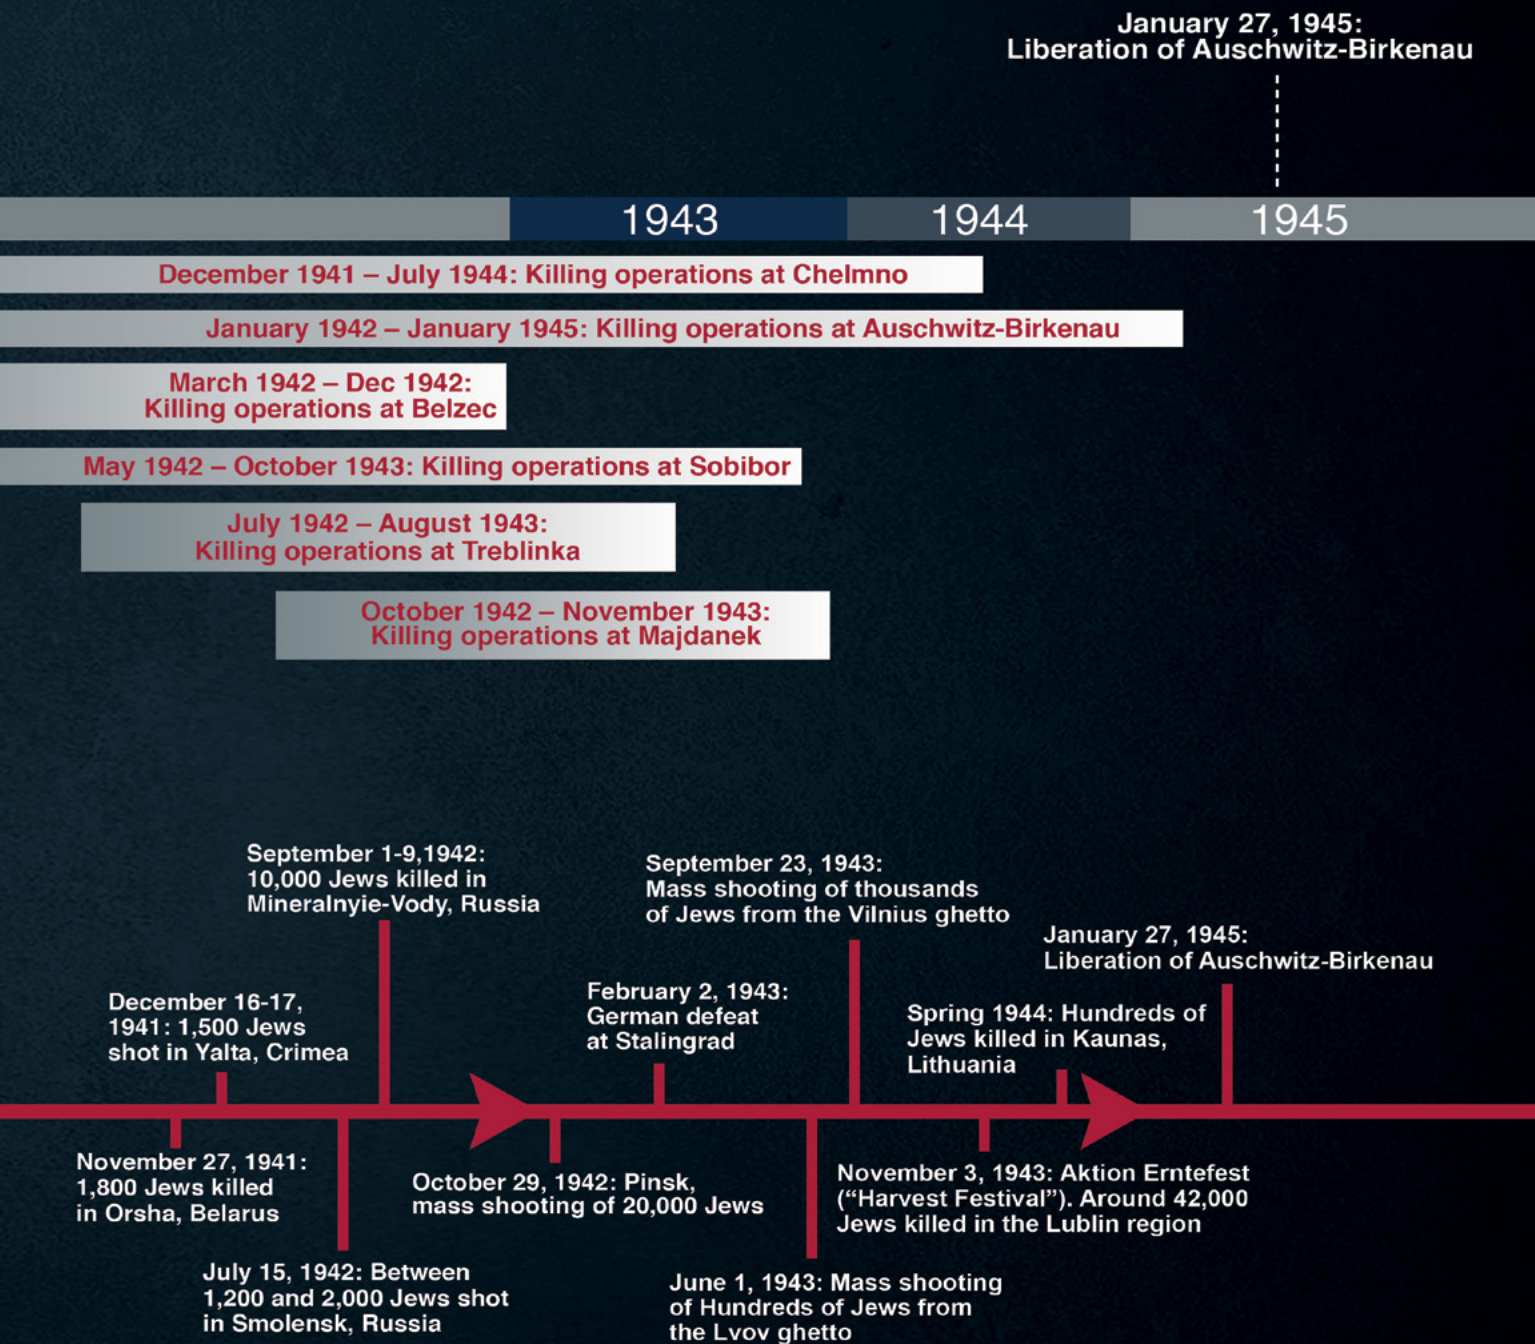 January 27, 1945:
Liberation of Auschwitz-Birkenau
1943
1944
1945
December 1941 – July 1944: Killing operations at Chelmno
January 1942 – January 1945: Killing operations at Auschwitz-Birkenau
March 1942 – Dec 1942:
Killing operations at Belzec
May 1942 – October 1943: Killing operations at Sobibor
July 1942 – August 1943:
Killing operations at Treblinka
October 1942 – November 1943:
Killing operations at Majdanek
September 1-9,1942:
10,000 Jews killed in
Mineralnyie-Vody, Russia
September 23, 1943:
Mass shooting of thousands
of Jews from the Vilnius ghetto
January 27, 1945:
Liberation of Auschwitz-Birkenau
December 16-17,
1941: 1,500 Jews
shot in Yalta, Crimea
February 2, 1943:
German defeat
at Stalingrad
Spring 1944: Hundreds of
Jews killed in Kaunas,
Lithuania
November 27, 1941:
1,800 Jews killed
in Orsha, Belarus
October 29, 1942: Pinsk,
mass shooting of 20,000 Jews
November 3, 1943: Aktion Erntefest
(“Harvest Festival”). Around 42,000
Jews killed in the Lublin region
July 15, 1942: Between
1,200 and 2,000 Jews shot
in Smolensk, Russia
June 1, 1943: Mass shooting
of Hundreds of Jews from
the Lvov ghetto